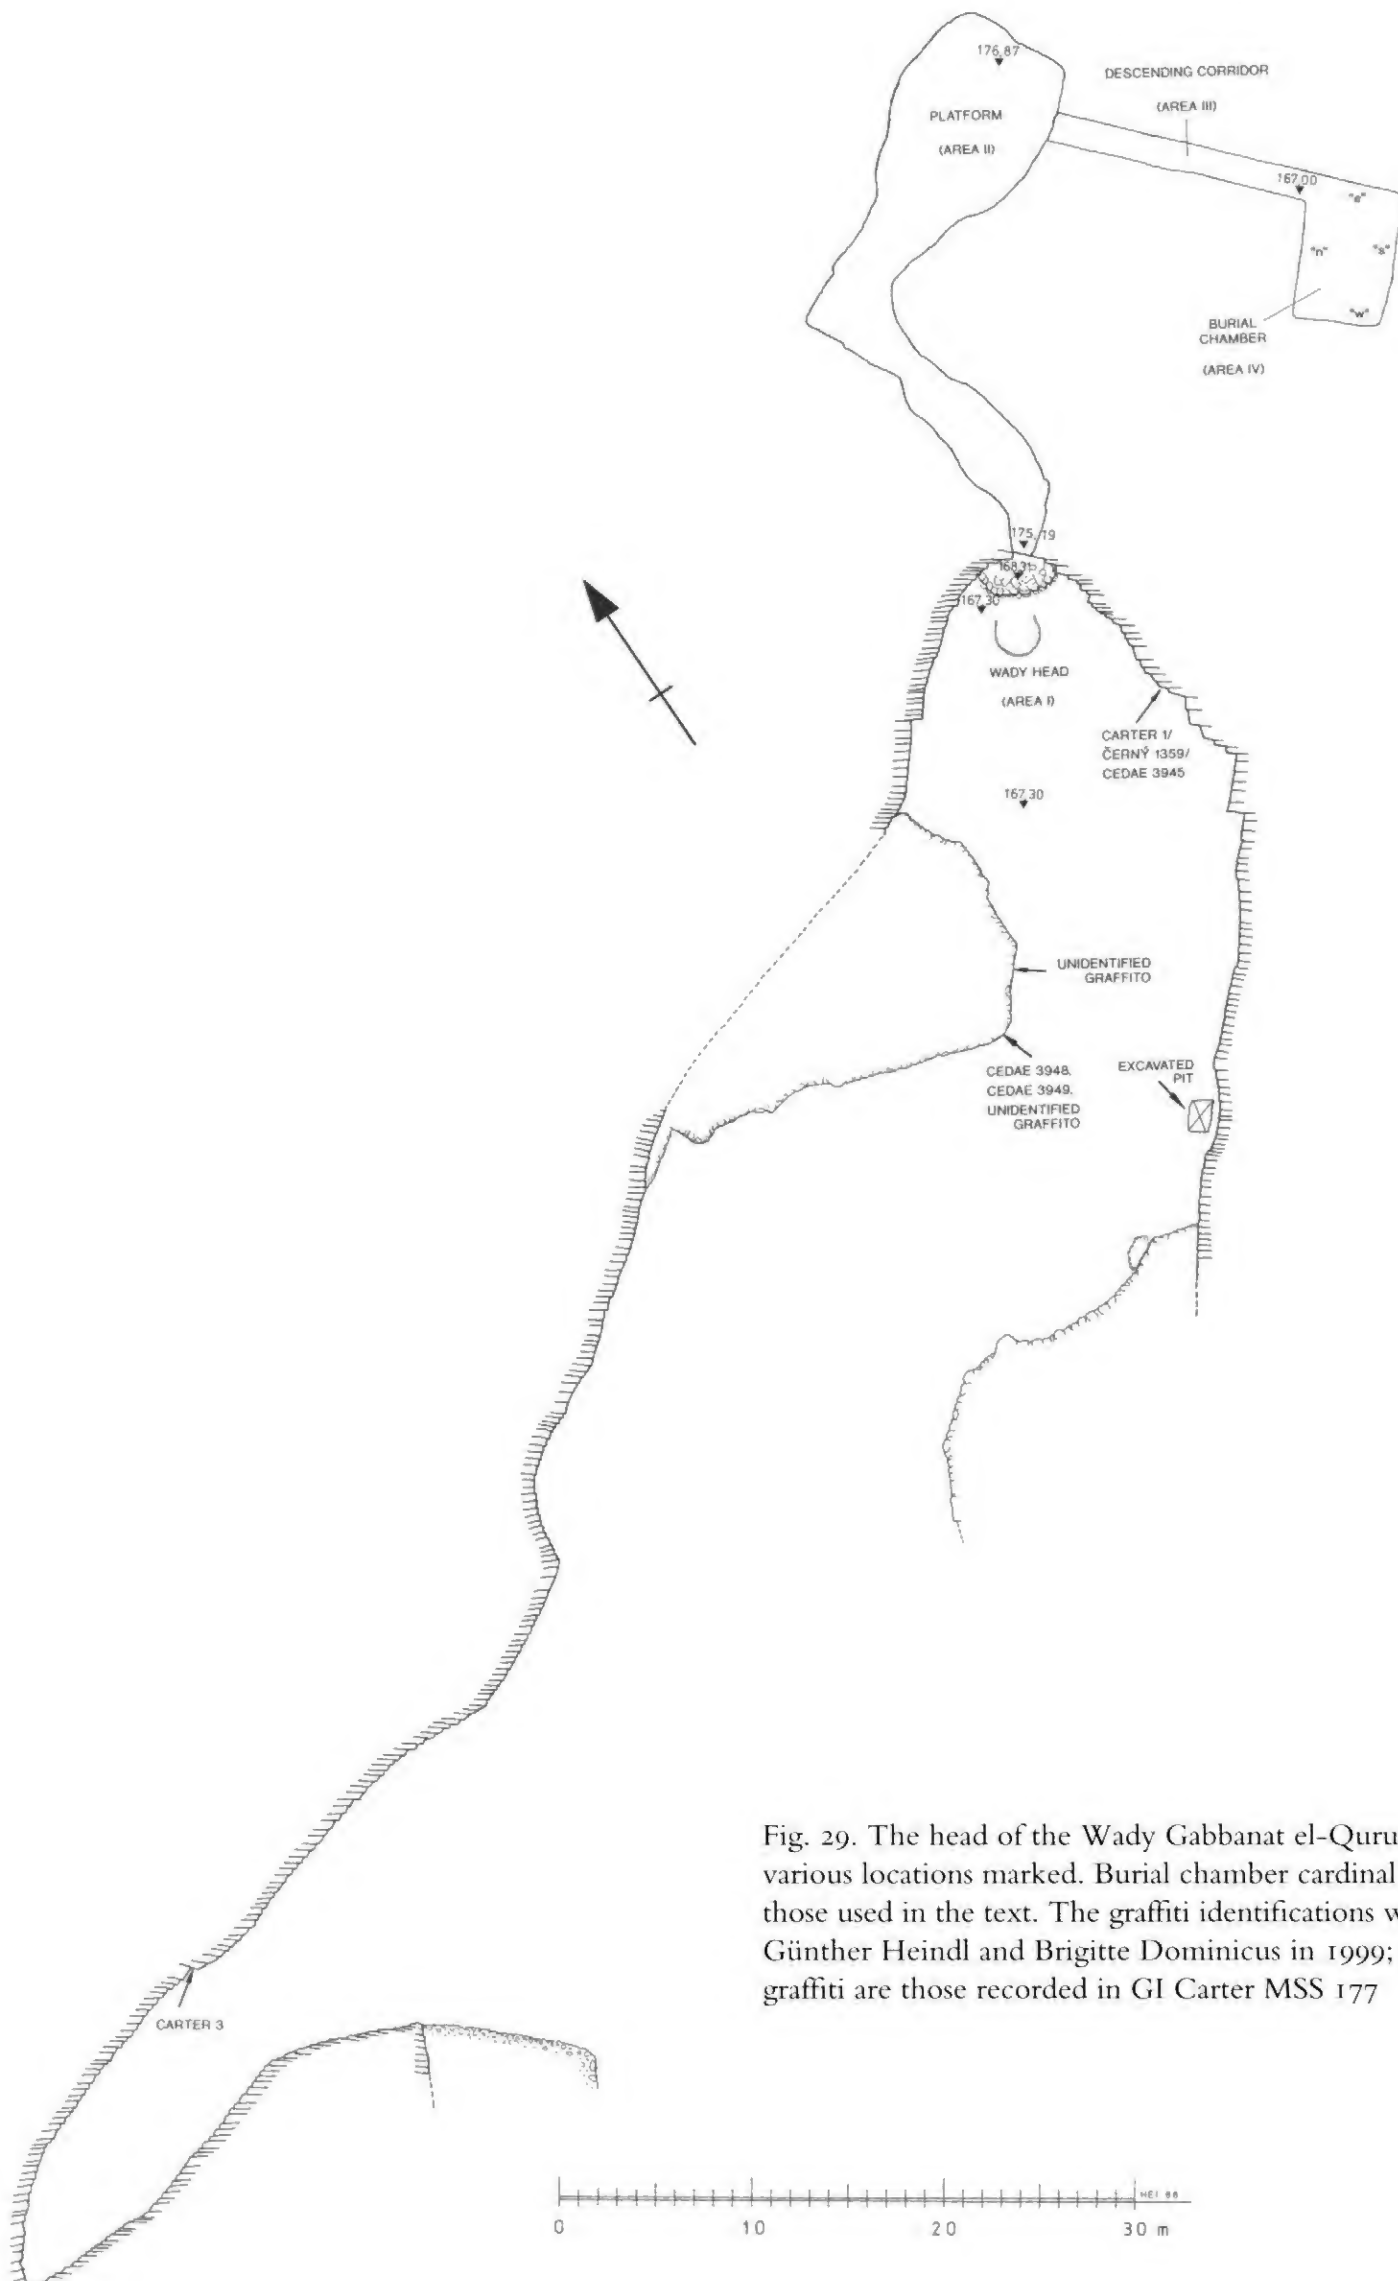 176,87
PLATFORM
(AREA II)
DESCENDING CORRIDOR
(AREA III)
167,00
"e"
"n"
"s"
"w"
BURIAL
CHAMBER
(AREA IV)
175,19
168,31
167,30
WADY HEAD
(AREA I)
CARTER 1/
ČERNÝ 1359/
CEDAE 3945
167,30
UNIDENTIFIED
GRAFFITO
CEDAE 3948.
CEDAE 3949.
UNIDENTIFIED
GRAFFITO
EXCAVATED
PIT
CARTER 3
Fig. 29. The head of the Wady Gabbanat el-Quru
various locations marked. Burial chamber cardinal
those used in the text. The graffiti identifications w
Günther Heindl and Brigitte Dominicus in 1999;
graffiti are those recorded in GI Carter MSS 177
HEI 88
0 10 20 30 m